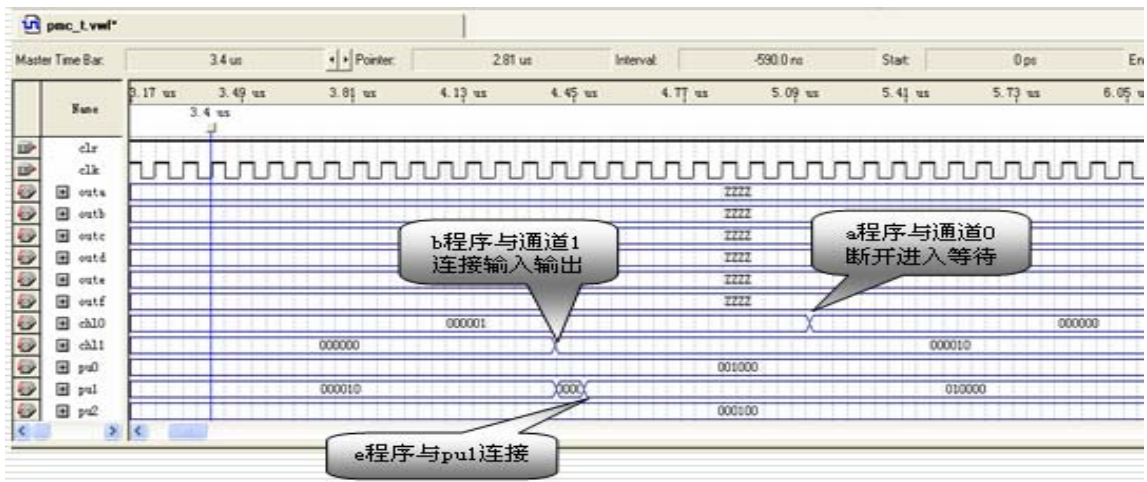 pmc_t.vwf*
Master Time Bar: 3.4 us Pointer: 2.81 us Interval: -590.0 ns Start: 0 ps En
Name
3.17 us 3.49 us 3.81 us 4.13 us 4.45 us 4.77 us 5.09 us 5.41 us 5.73 us 6.05 u
3.4 us
clr
clk
outa ZZZZ
outb ZZZZ
outc ZZZZ
outd ZZZZ
oute ZZZZ
outf ZZZZ
b程序与通道1
连接输入输出
a程序与通道0
断开进入等待
chl0 000001 000000
chl1 000000 000010
pu0 001000
pu1 000010 000 010000
pu2 000100
e程序与pu1连接